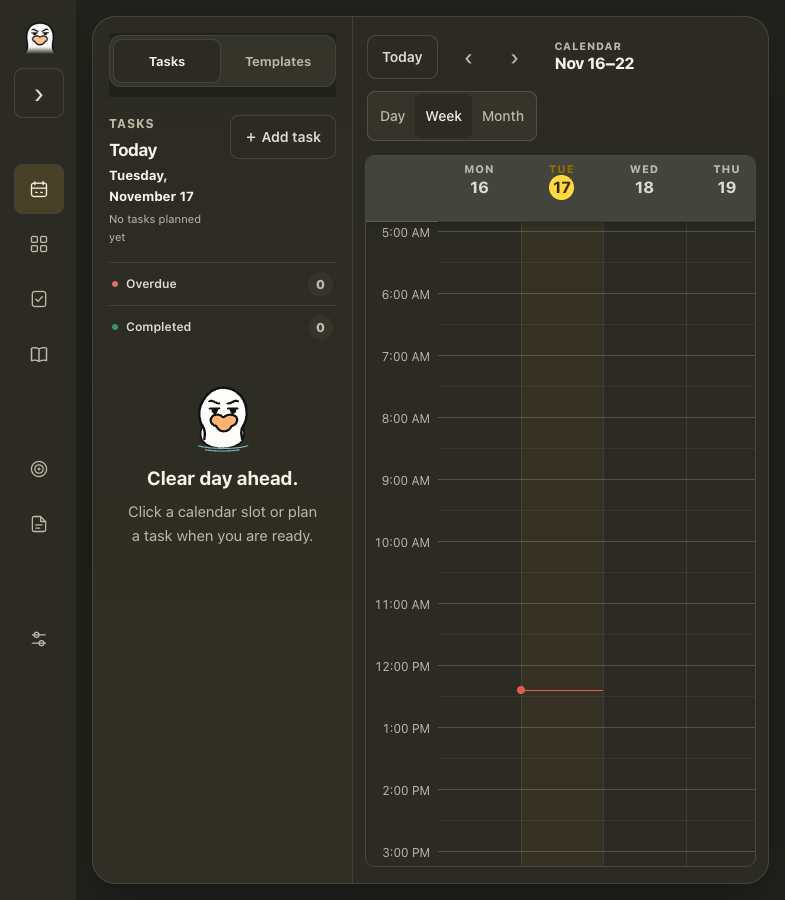 Tasks
Templates
TASKS
Today
Tuesday,
November 17
No tasks planned
yet
+ Add task
Overdue
0
Completed
0
Clear day ahead.
Click a calendar slot or plan
a task when you are ready.
Today
CALENDAR
Nov 16–22
Day
Week
Month
MON
16
TUE
17
WED
18
THU
19
5:00 AM
6:00 AM
7:00 AM
8:00 AM
9:00 AM
10:00 AM
11:00 AM
12:00 PM
1:00 PM
2:00 PM
3:00 PM